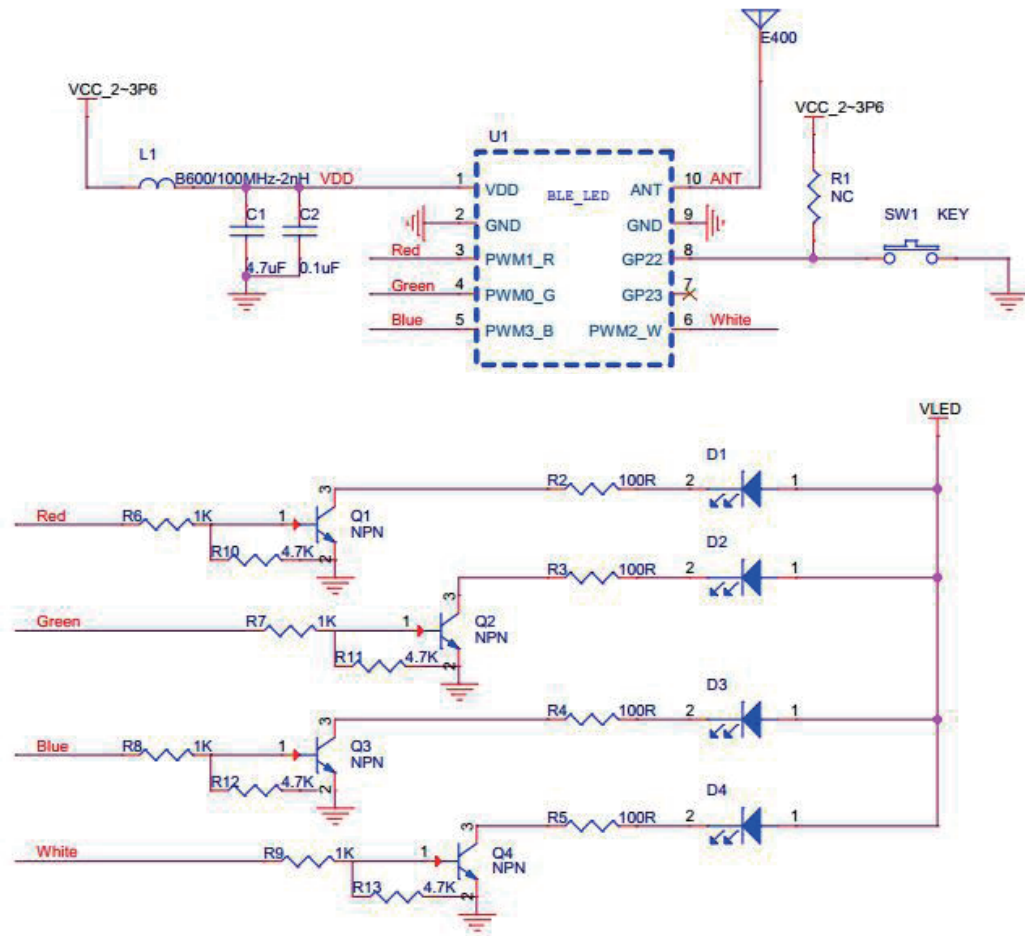 E400
VCC_2~3P6
VCC_2~3P6
U1
L1
B600/100MHz-2nH VDD
1 VDD
BLE_LED
ANT 10 ANT
R1
NC
C1
C2
2 GND
GND 9
SW1 KEY
Red 3 PWM1_R
GP22 8
4.7uF 0.1uF
Green 4 PWM0_G
GP23 7
Blue 5 PWM3_B
PWM2_W 6 White
VLED
D1
3 R2 100R 2 1
Red R6 1K 1 Q1
NPN
R10 4.7K 2
D2
3 R3 100R 2 1
Green R7 1K 1 Q2
NPN
R11 4.7K 2
D3
3 R4 100R 2 1
Blue R8 1K 1 Q3
NPN
R12 4.7K 2
D4
3 R5 100R 2 1
White R9 1K 1 Q4
NPN
R13 4.7K 2